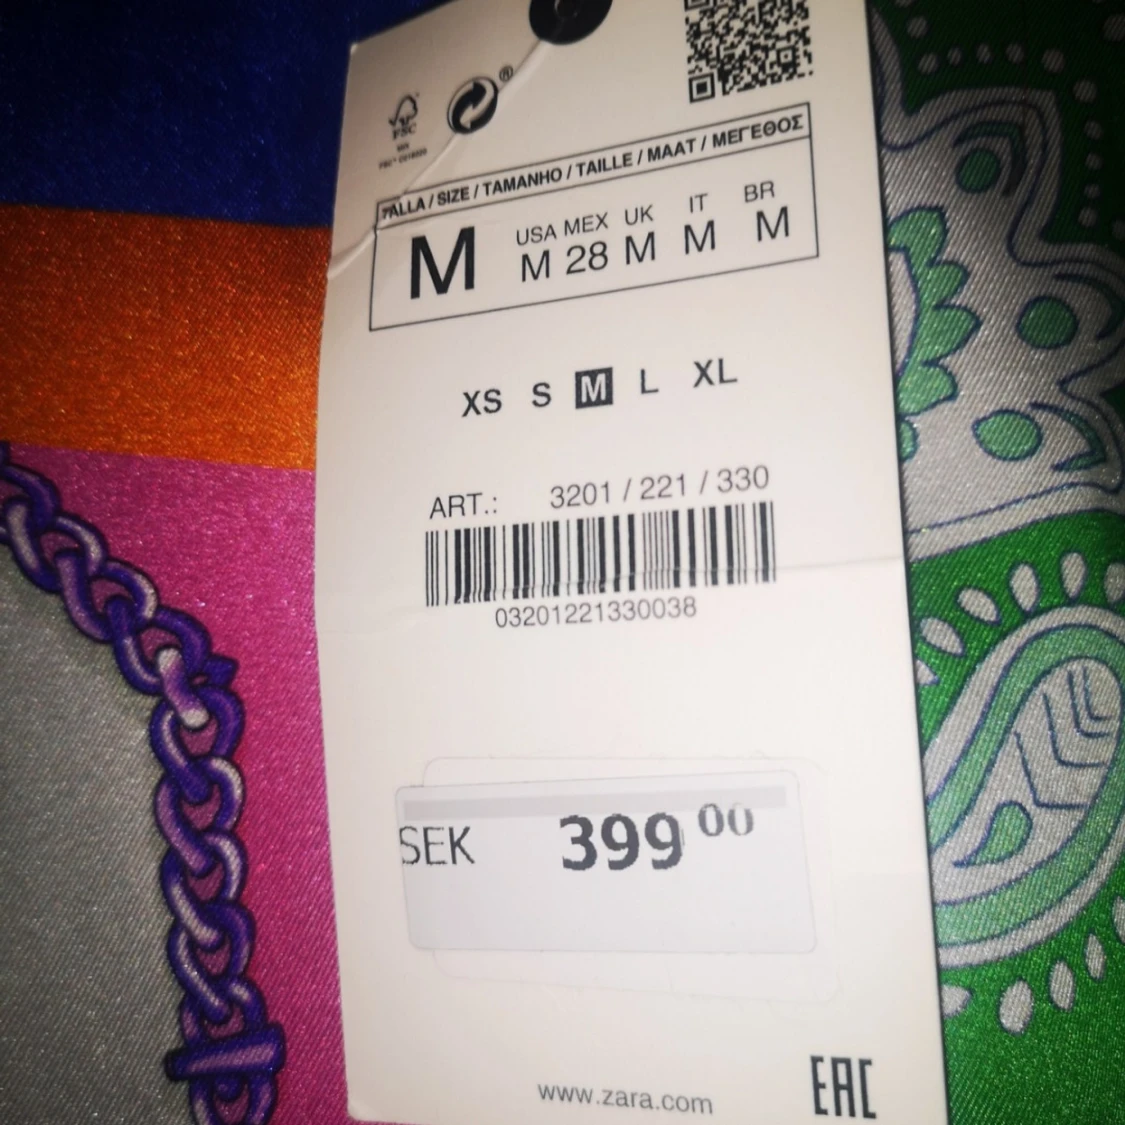 ®
FSC
TALLA / SIZE / TAMANHO / TAILLE / MAAT / ΜΕΓΕΘΟΣ
USA MEX UK IT BR
M M 28 M M M
XS S M L XL
ART.: 3201 / 221 / 330
03201221330038
SEK 399 00
www.zara.com
EAC